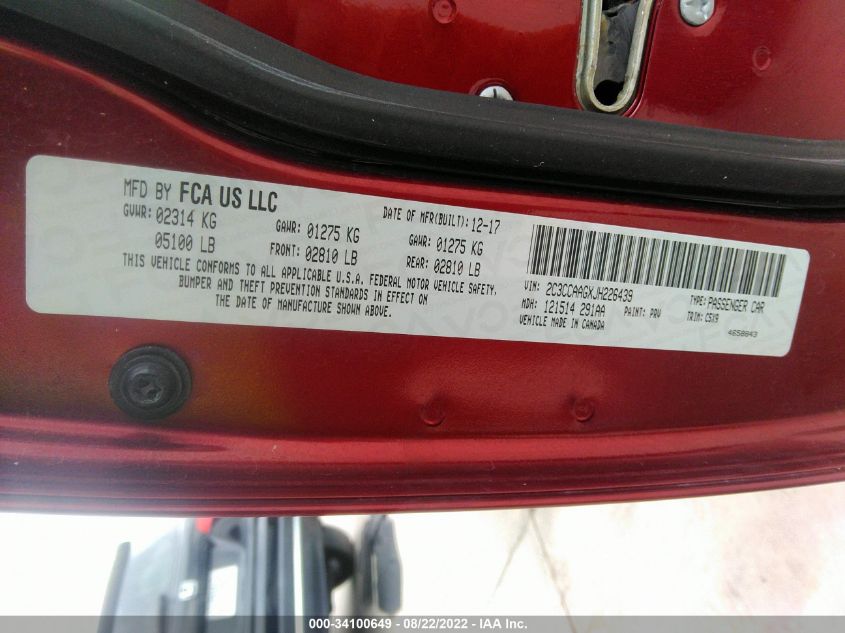 MFD BY FCA US LLC
DATE OF MFR(BUILT): 12-17
GVWR: 02314 KG GAWR: 01275 KG GAWR: 01275 KG
05100 LB FRONT: 02810 LB REAR: 02810 LB
THIS VEHICLE CONFORMS TO ALL APPLICABLE U.S.A. FEDERAL MOTOR VEHICLE SAFETY,
BUMPER AND THEFT PREVENTION STANDARDS IN EFFECT ON
THE DATE OF MANUFACTURE SHOWN ABOVE.
VIN: 2C3CCAAGXJH226439 TYPE: PASSENGER CAR
MDH: 121514 291AA PAINT: PRV TRIM: C5X9
VEHICLE MADE IN CANADA 4658843
000-34100649 - 08/22/2022 - IAA Inc.